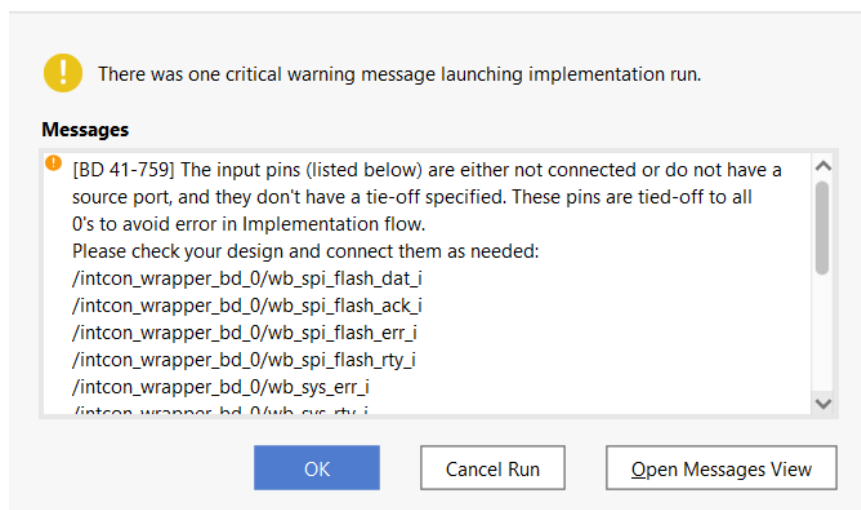 There was one critical warning message launching implementation run.
Messages
[BD 41-759] The input pins (listed below) are either not connected or do not have a
source port, and they don't have a tie-off specified. These pins are tied-off to all
0's to avoid error in Implementation flow.
Please check your design and connect them as needed:
/intcon_wrapper_bd_0/wb_spi_flash_dat_i
/intcon_wrapper_bd_0/wb_spi_flash_ack_i
/intcon_wrapper_bd_0/wb_spi_flash_err_i
/intcon_wrapper_bd_0/wb_spi_flash_rty_i
/intcon_wrapper_bd_0/wb_sys_err_i
/intcon_wrapper_bd_0/wb_sys_rty_i
OK
Cancel Run
Open Messages View